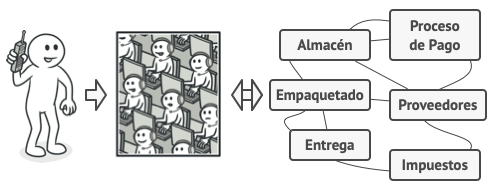 Almacén
Proceso
de Pago
Empaquetado
Proveedores
Entrega
Impuestos